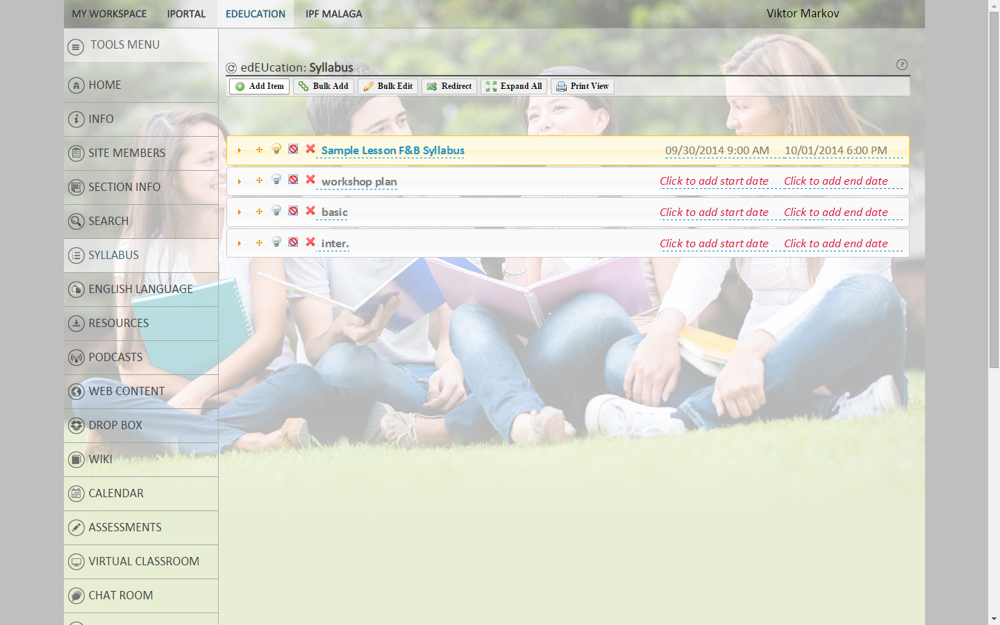 MY WORKSPACE IPORTAL EDEUCATION IPF MALAGA Viktor Markov
TOOLS MENU
HOME
INFO
SITE MEMBERS
SECTION INFO
SEARCH
SYLLABUS
ENGLISH LANGUAGE
RESOURCES
PODCASTS
WEB CONTENT
DROP BOX
WIKI
CALENDAR
ASSESSMENTS
VIRTUAL CLASSROOM
CHAT ROOM
edEUcation: Syllabus ?
Add Item Bulk Add Bulk Edit Redirect Expand All Print View
Sample Lesson F&B Syllabus 09/30/2014 9:00 AM 10/01/2014 6:00 PM
workshop plan Click to add start date Click to add end date
basic Click to add start date Click to add end date
inter. Click to add start date Click to add end date